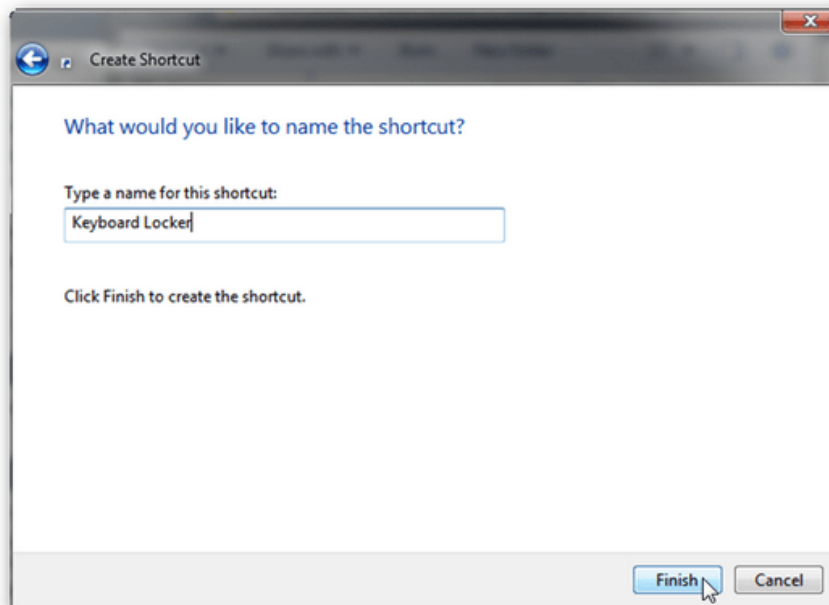 Create Shortcut
What would you like to name the shortcut?
Type a name for this shortcut:
Keyboard Locker
Click Finish to create the shortcut.
Finish
Cancel